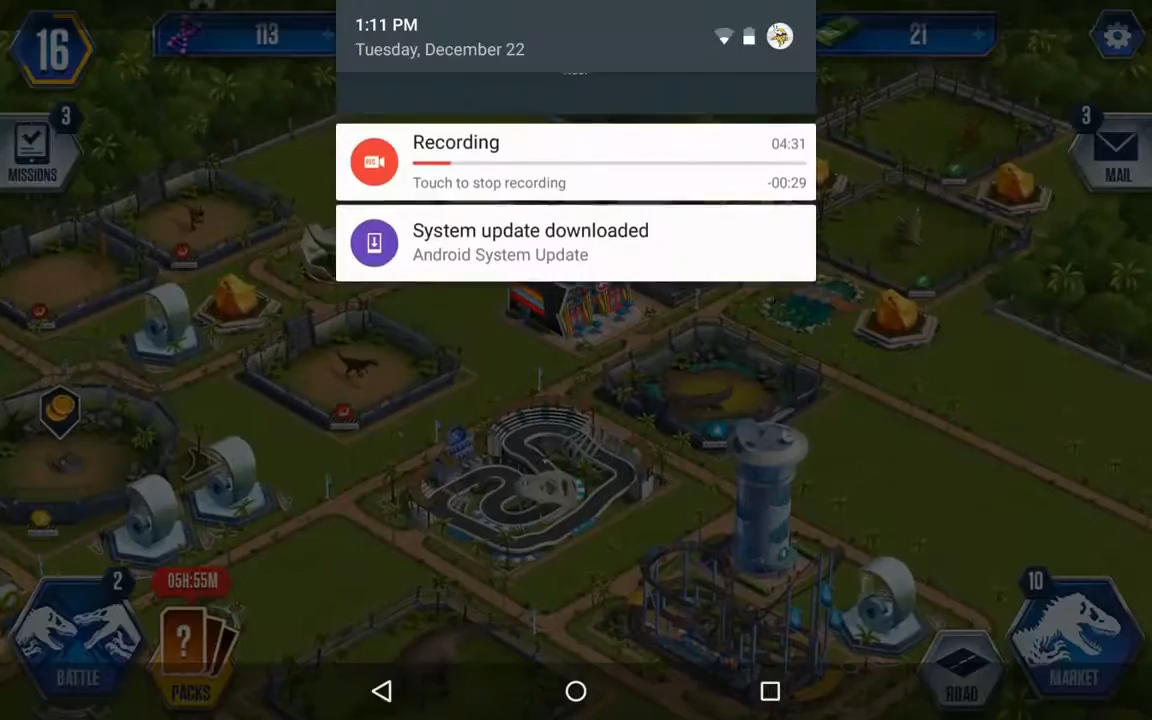 1:11 PM
Tuesday, December 22
16
113
21
3
MISSIONS
3
MAIL
Recording
04:31
REC
Touch to stop recording
-00:29
System update downloaded
Android System Update
2
05H:55M
?
BATTLE
PACKS
10
ROAD
MARKET